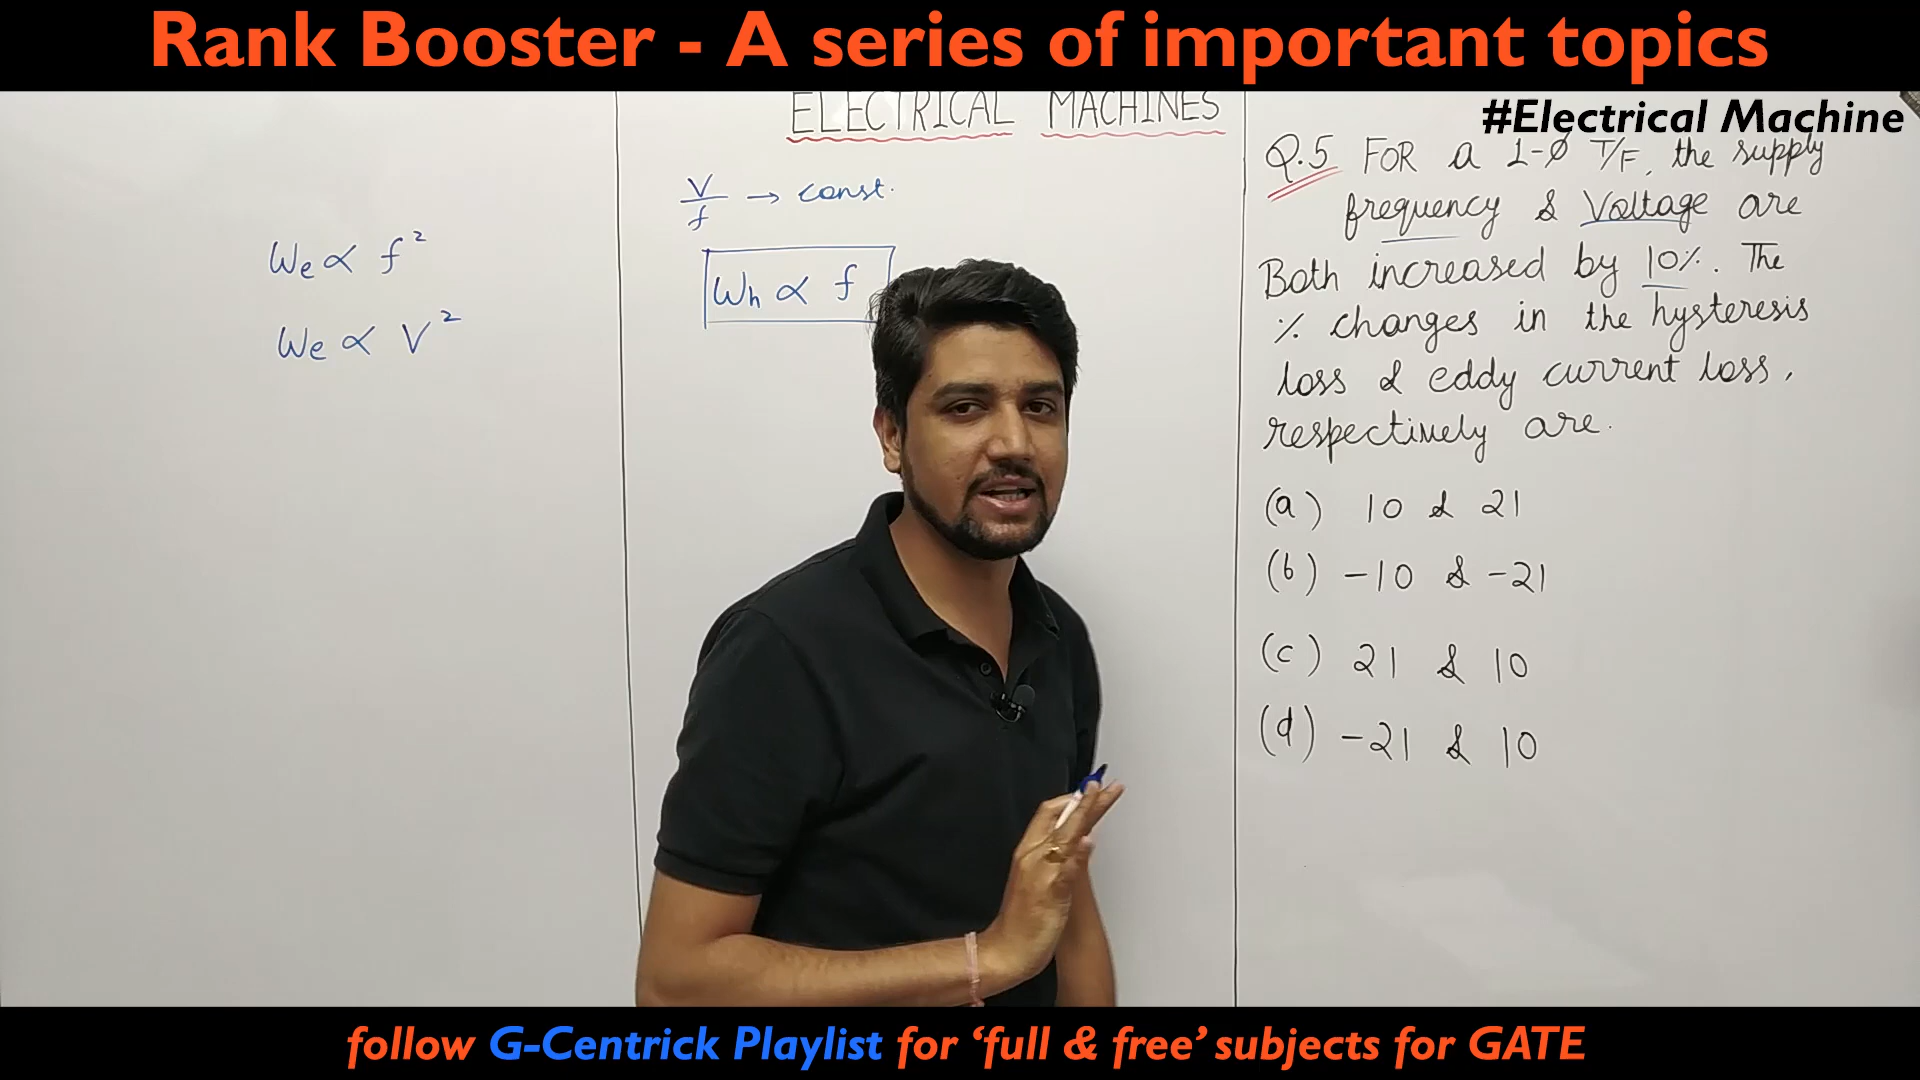 Rank Booster - A series of important topics
#Electrical Machine
ELECTRICAL MACHINES
We ∝ f²
We ∝ V²
V/f → const.
Wh ∝ f
Q.5 FOR a 1-Ø T/F, the supply
frequency & Voltage are
Both increased by 10%. The
% changes in the hysteresis
loss & eddy current loss,
respectively are.
(a) 10 & 21
(b) -10 & -21
(c) 21 & 10
(d) -21 & 10
follow G-Centrick Playlist for ‘full & free’ subjects for GATE